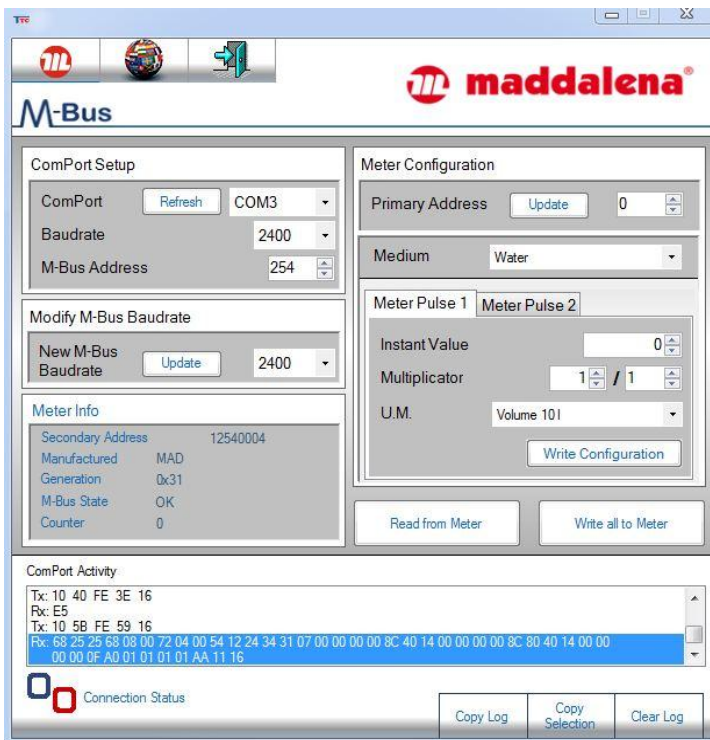 TTC
maddalena®
M-Bus
ComPort Setup
ComPort Refresh COM3
Baudrate 2400
M-Bus Address 254
Modify M-Bus Baudrate
New M-Bus Baudrate Update 2400
Meter Info
Secondary Address 12540004
Manufactured MAD
Generation 0x31
M-Bus State OK
Counter 0
Meter Configuration
Primary Address Update 0
Medium Water
Meter Pulse 1 Meter Pulse 2
Instant Value 0
Multiplicator 1 / 1
U.M. Volume 10 l
Write Configuration
Read from Meter Write all to Meter
ComPort Activity
Tx: 10 40 FE 3E 16
Rx: E5
Tx: 10 5B FE 59 16
Rx: 68 25 25 68 08 00 72 04 00 54 12 24 34 31 07 00 00 00 00 8C 40 14 00 00 00 00 8C 80 40 14 00 00
00 00 0F A0 01 01 01 01 AA 11 16
Connection Status
Copy Log Copy Selection Clear Log